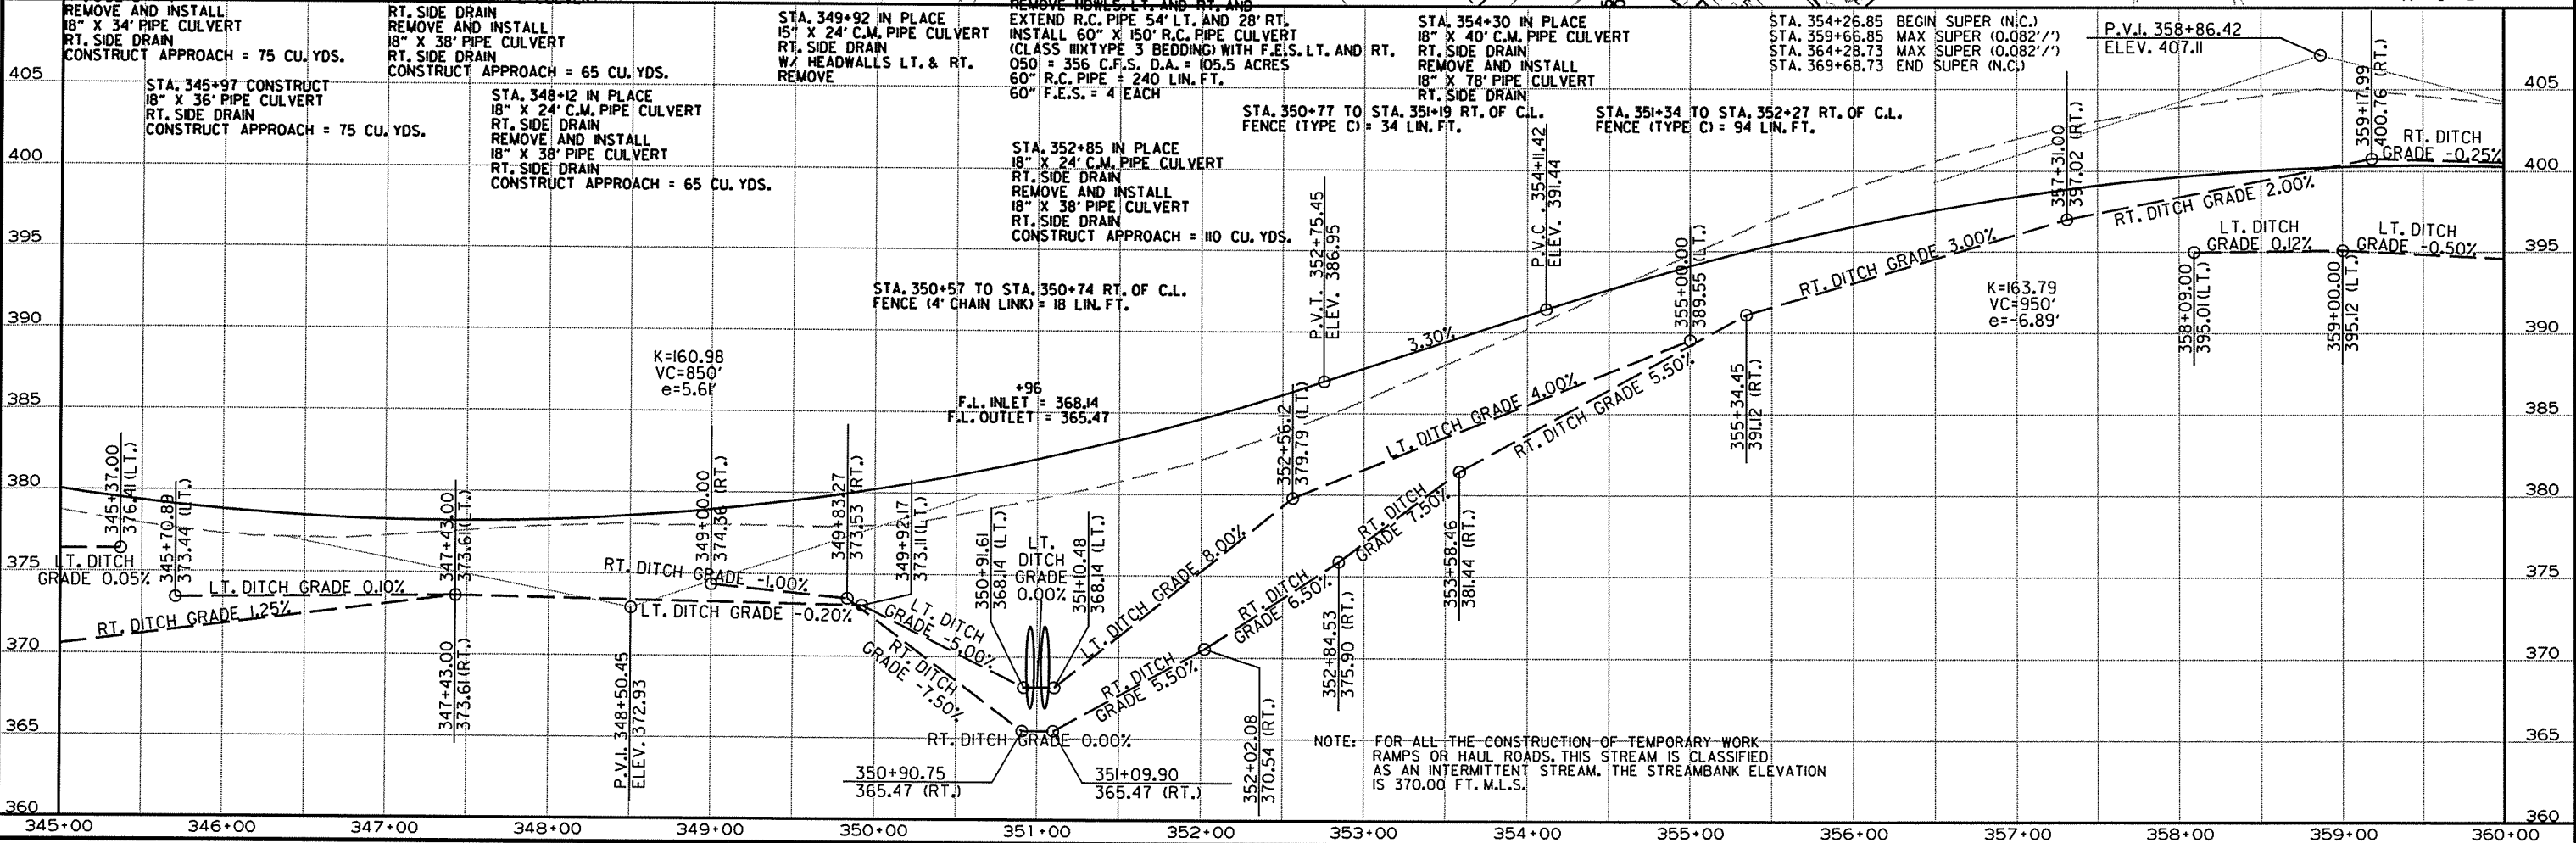 REMOVE AND INSTALL
18" X 34' PIPE CULVERT
RT. SIDE DRAIN
CONSTRUCT APPROACH = 75 CU. YDS.
STA. 345+97 CONSTRUCT
18" X 36' PIPE CULVERT
RT. SIDE DRAIN
CONSTRUCT APPROACH = 75 CU. YDS.
RT. SIDE DRAIN
REMOVE AND INSTALL
18" X 38' PIPE CULVERT
RT. SIDE DRAIN
CONSTRUCT APPROACH = 65 CU. YDS.
STA. 348+12 IN PLACE
18" X 24' C.M. PIPE CULVERT
RT. SIDE DRAIN
REMOVE AND INSTALL
18" X 38' PIPE CULVERT
RT. SIDE DRAIN
CONSTRUCT APPROACH = 65 CU. YDS.
STA. 349+92 IN PLACE
15" X 24' C.M. PIPE CULVERT
RT. SIDE DRAIN
W/ HEADWALLS LT. & RT.
REMOVE
REMOVE HDWLS. LT. AND RT. AND
EXTEND R.C. PIPE 54' LT. AND 28' RT.
INSTALL 60" X 150' R.C. PIPE CULVERT
(CLASS III)(TYPE 3 BEDDING) WITH F.E.S. LT. AND RT.
Q50 = 356 C.F.S. D.A. = 105.5 ACRES
60" R.C. PIPE = 240 LIN. FT.
60" F.E.S. = 4 EACH
STA. 352+85 IN PLACE
18" X 24' C.M. PIPE CULVERT
RT. SIDE DRAIN
REMOVE AND INSTALL
18" X 38' PIPE CULVERT
RT. SIDE DRAIN
CONSTRUCT APPROACH = 110 CU. YDS.
STA. 354+30 IN PLACE
18" X 40' C.M. PIPE CULVERT
RT. SIDE DRAIN
REMOVE AND INSTALL
18" X 78' PIPE CULVERT
RT. SIDE DRAIN
STA. 350+77 TO STA. 351+19 RT. OF C.L.
FENCE (TYPE C) = 34 LIN. FT.
STA. 351+34 TO STA. 352+27 RT. OF C.L.
FENCE (TYPE C) = 94 LIN. FT.
STA. 354+26.85 BEGIN SUPER (N.C.)
STA. 359+66.85 MAX SUPER (0.082'/')
STA. 364+28.73 MAX SUPER (0.082'/')
STA. 369+68.73 END SUPER (N.C.)
P.V.I. 358+86.42
ELEV. 407.11
STA. 350+57 TO STA. 350+74 RT. OF C.L.
FENCE (4' CHAIN LINK) = 18 LIN. FT.
K=160.98
VC=850'
e=5.61'
+96
F.L. INLET = 368.14
F.L. OUTLET = 365.47
P.V.T. 352+75.45
ELEV. 386.95
3.30%
P.V.C. 354+11.42
ELEV. 391.44
355+00.00
389.55 (LT.)
357+31.00
397.02 (RT.)
359+17.99
400.76 (RT.)
RT. DITCH
GRADE -0.25%
RT. DITCH GRADE 2.00%
RT. DITCH GRADE 3.00%
K=163.79
VC=950'
e=-6.89'
LT. DITCH
GRADE 0.12%
LT. DITCH
GRADE -0.50%
358+09.00
395.01 (LT.)
359+00.00
395.12 (LT.)
355+34.45
391.12 (RT.)
LT. DITCH GRADE 4.00%
RT. DITCH GRADE 5.50%
352+56.12
379.79 (LT.)
RT. DITCH
GRADE 7.50%
353+58.46
381.44 (RT.)
345+37.00
376.41 (LT.)
345+70.89
373.44 (LT.)
347+43.00
373.61 (LT.)
349+00.00
374.36 (RT.)
349+83.27
373.53 (RT.)
349+92.17
373.11 (LT.)
350+91.61
368.14 (LT.)
LT.
DITCH
GRADE
0.00%
351+10.48
368.14 (LT.)
LT. DITCH
GRADE 0.05%
LT. DITCH GRADE 0.10%
RT. DITCH GRADE 1.25%
RT. DITCH GRADE -1.00%
LT. DITCH GRADE -0.20%
LT. DITCH
GRADE -5.00%
RT. DITCH
GRADE -7.50%
LT. DITCH GRADE 8.00%
RT. DITCH
GRADE 6.50%
RT. DITCH
GRADE 5.50%
352+84.53
375.90 (RT.)
347+43.00
373.61 (RT.)
P.V.I. 348+50.45
ELEV. 372.93
RT. DITCH GRADE 0.00%
350+90.75
365.47 (RT.)
351+09.90
365.47 (RT.)
352+02.08
370.54 (RT.)
NOTE: FOR ALL THE CONSTRUCTION OF TEMPORARY WORK
RAMPS OR HAUL ROADS, THIS STREAM IS CLASSIFIED
AS AN INTERMITTENT STREAM. THE STREAMBANK ELEVATION
IS 370.00 FT. M.L.S.
405
400
395
390
385
380
375
370
365
360
405
400
395
390
385
380
375
370
365
360
345+00 346+00 347+00 348+00 349+00 350+00 351+00 352+00 353+00 354+00 355+00 356+00 357+00 358+00 359+00 360+00